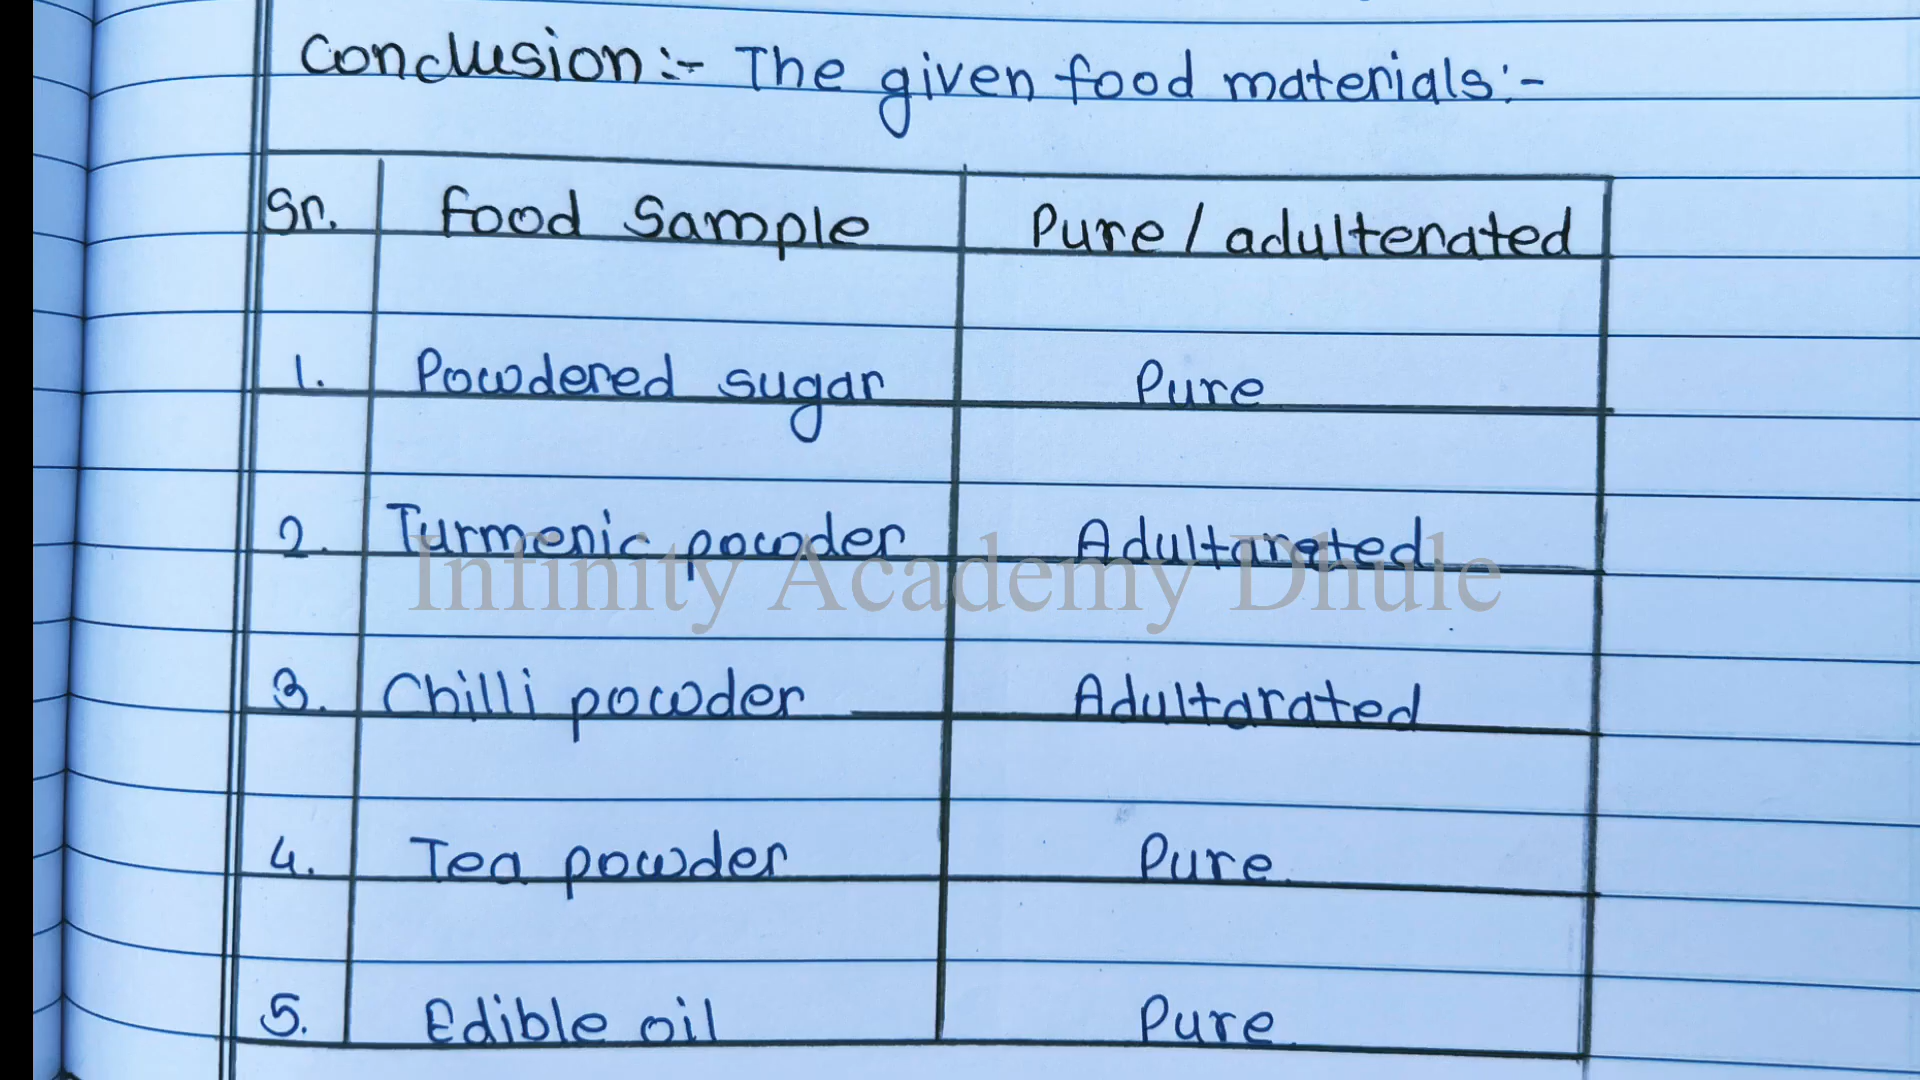 Conclusion:- The given food materials:-
Sr. Food Sample Pure / adulterated
1. Powdered sugar Pure
2. Turmeric powder Adultarated
Infinity Academy Dhule
3. Chilli powder Adultarated
4. Tea powder Pure
5. Edible oil Pure